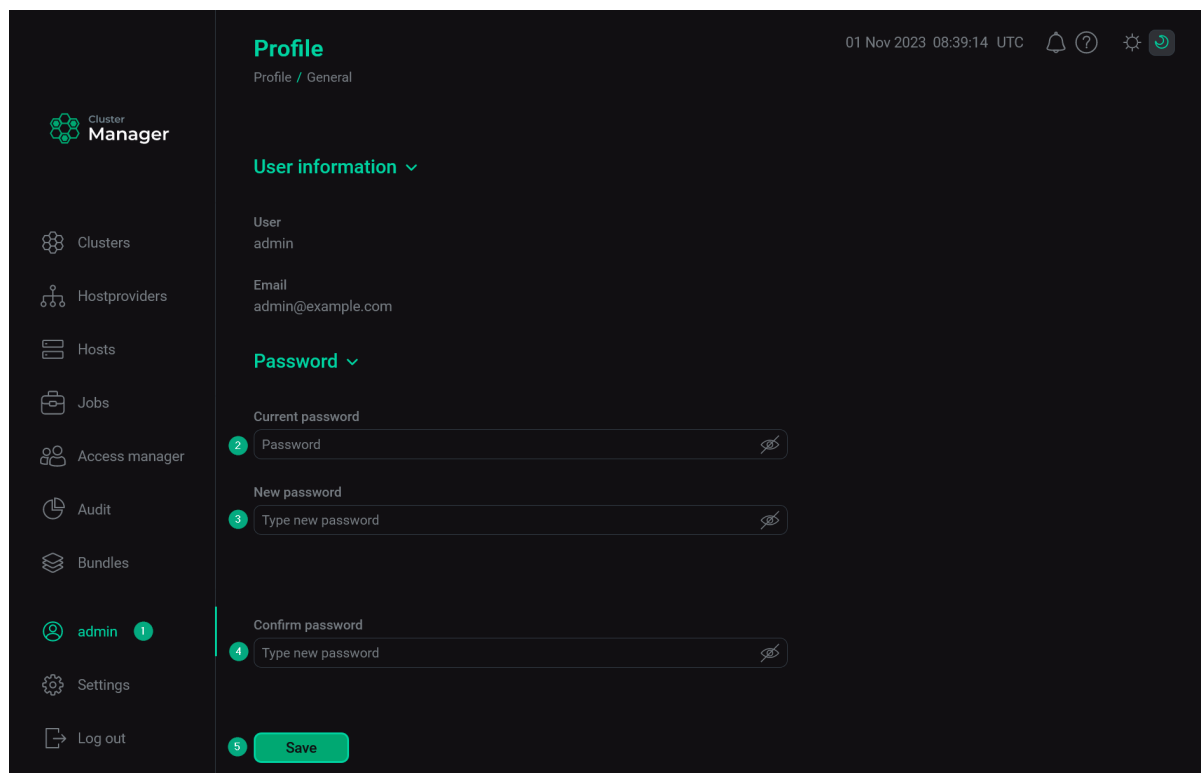 Cluster
Manager
Clusters
Hostproviders
Hosts
Jobs
Access manager
Audit
Bundles
admin 1
Settings
Log out
Profile
Profile / General
01 Nov 2023 08:39:14 UTC
User information
User
admin
Email
admin@example.com
Password
Current password
2 Password
New password
3 Type new password
Confirm password
4 Type new password
5 Save